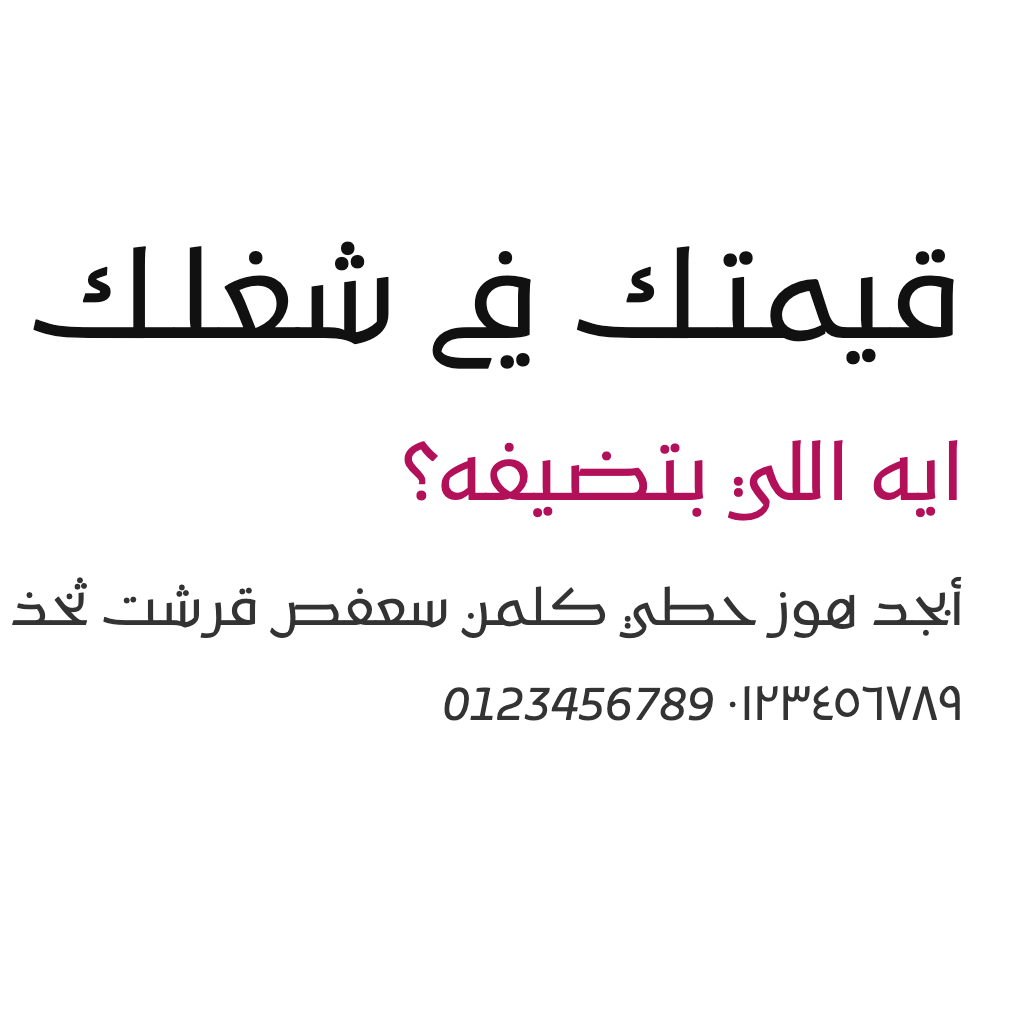 قيمتك في شغلك
ايه اللي بتضيفه؟
أبجد هوز حطي كلمن سعفص قرشت ثخذ
٠١٢٣٤٥٦٧٨٩ 0123456789